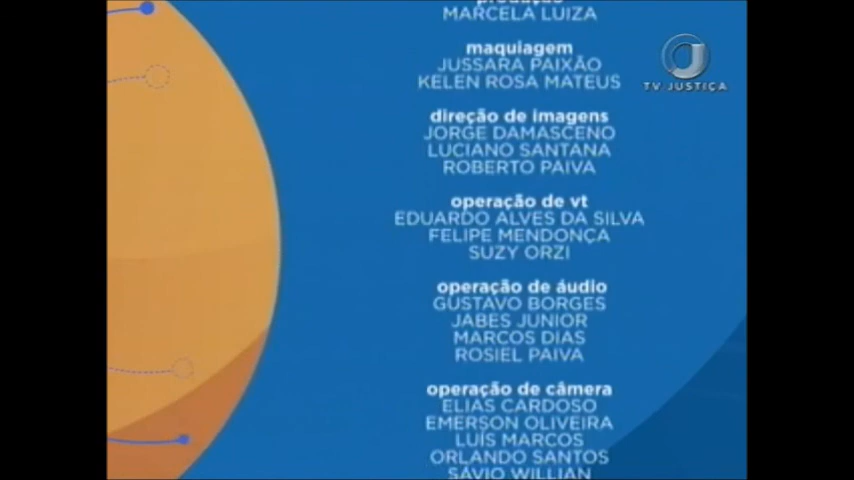 produção
MARCELA LUIZA
maquiagem
JUSSARA PAIXÃO
KELEN ROSA MATEUS
direção de imagens
JORGE DAMASCENO
LUCIANO SANTANA
ROBERTO PAIVA
operação de vt
EDUARDO ALVES DA SILVA
FELIPE MENDONÇA
SUZY ORZI
operação de áudio
GUSTAVO BORGES
JABES JUNIOR
MARCOS DIAS
ROSIEL PAIVA
operação de câmera
ELIAS CARDOSO
EMERSON OLIVEIRA
LUÍS MARCOS
ORLANDO SANTOS
SÁVIO WILLIAN
TV JUSTIÇA